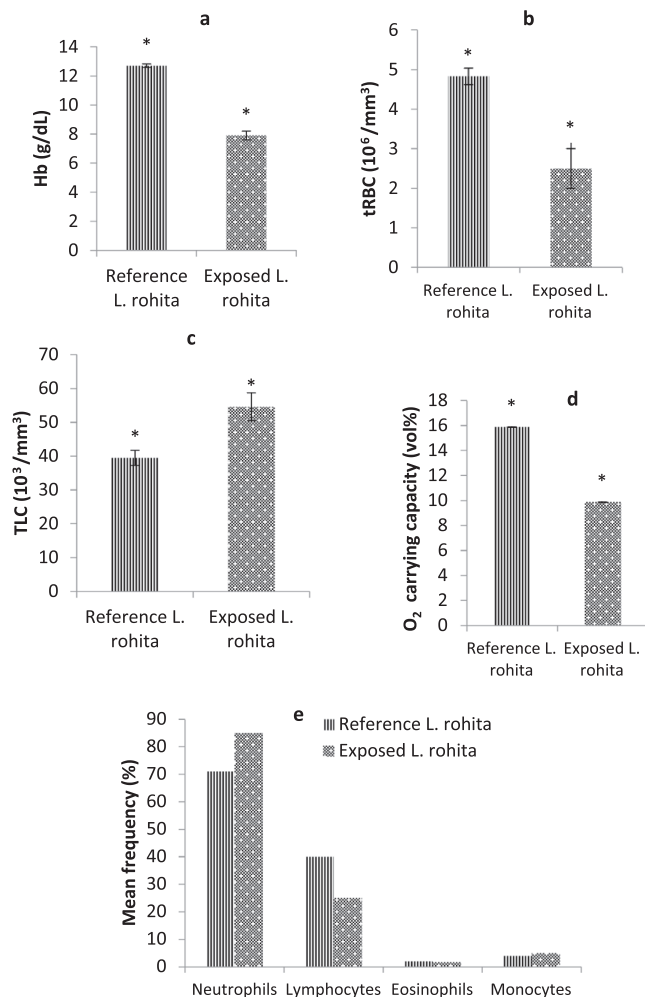 a
Hb (g/dL)
14
12
10
8
6
4
2
0
*
*
Reference
L. rohita
Exposed L.
rohita
b
tRBC (10⁶/mm³)
6
5
4
3
2
1
0
*
*
Reference L.
rohita
Exposed L.
rohita
c
TLC (10³/mm³)
70
60
50
40
30
20
10
0
*
*
Reference L.
rohita
Exposed L.
rohita
d
O₂ carrying capacity (vol%)
18
16
14
12
10
8
6
4
2
0
*
*
Reference L.
rohita
Exposed L.
rohita
e
Reference L. rohita
Exposed L. rohita
Mean frequency (%)
90
80
70
60
50
40
30
20
10
0
Neutrophils Lymphocytes Eosinophils Monocytes